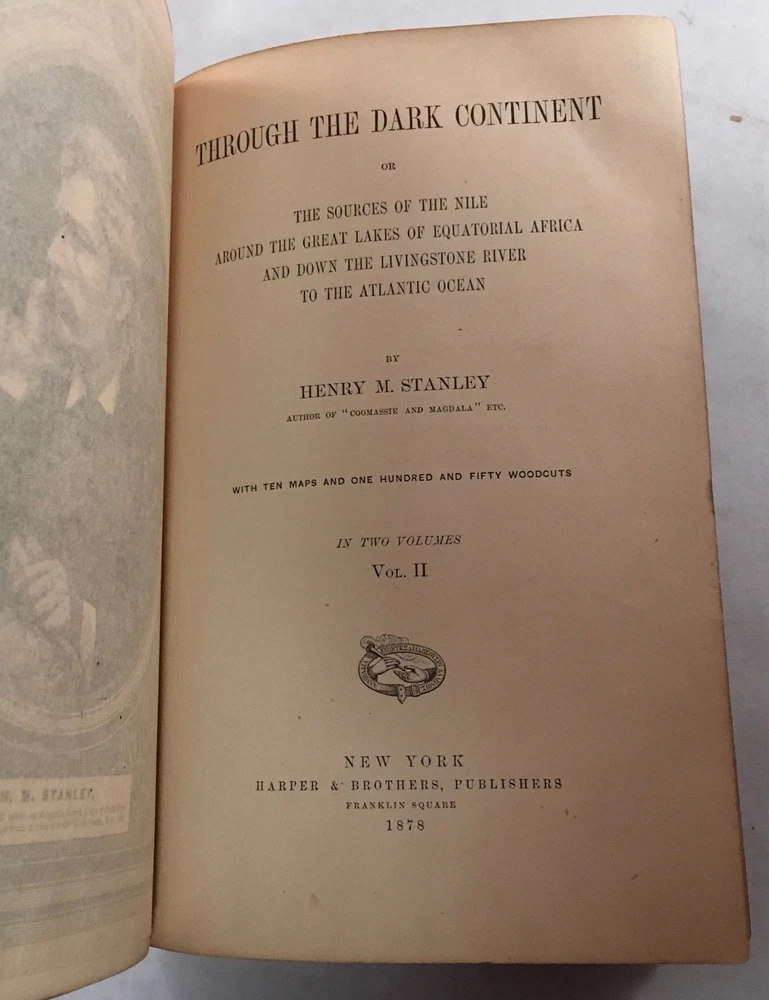 THROUGH THE DARK CONTINENT
OR
THE SOURCES OF THE NILE
AROUND THE GREAT LAKES OF EQUATORIAL AFRICA
AND DOWN THE LIVINGSTONE RIVER
TO THE ATLANTIC OCEAN
BY
HENRY M. STANLEY
AUTHOR OF "COOMASSIE AND MAGDALA" ETC.
WITH TEN MAPS AND ONE HUNDRED AND FIFTY WOODCUTS
IN TWO VOLUMES
VOL. II
NEW YORK
HARPER & BROTHERS, PUBLISHERS
FRANKLIN SQUARE
1878
M. STANLEY.